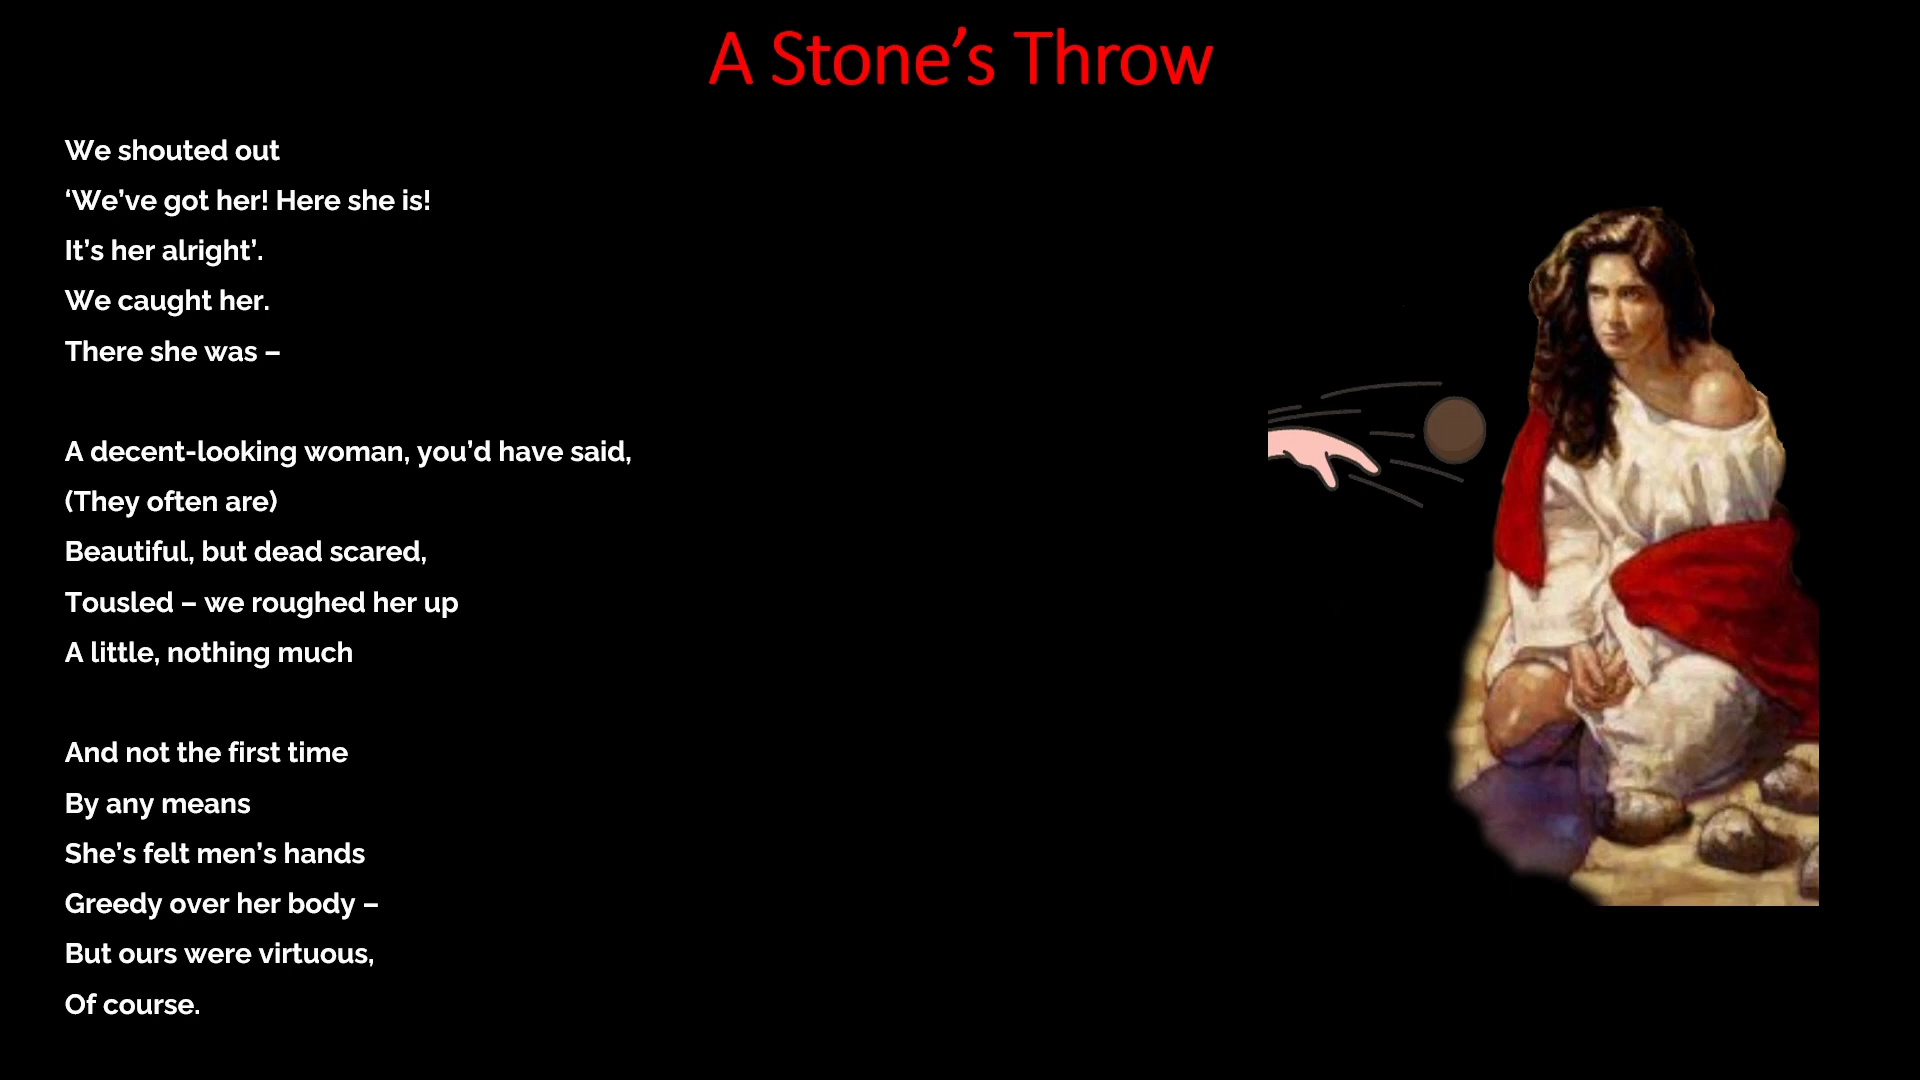 A Stone’s Throw
We shouted out
‘We’ve got her! Here she is!
It’s her alright’.
We caught her.
There she was –
A decent-looking woman, you’d have said,
(They often are)
Beautiful, but dead scared,
Tousled – we roughed her up
A little, nothing much
And not the first time
By any means
She’s felt men’s hands
Greedy over her body –
But ours were virtuous,
Of course.